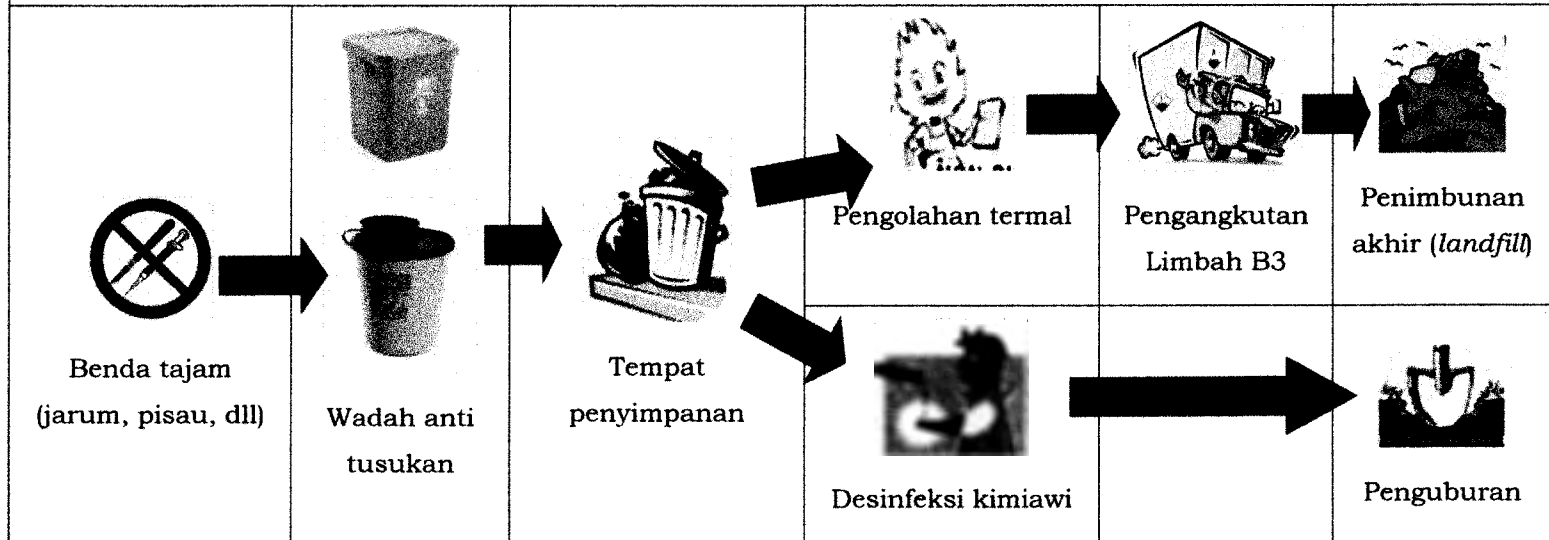 Benda tajam
(jarum, pisau, dll)
Wadah anti
tusukan
Tempat
penyimpanan
Pengolahan termal
Pengangkutan
Limbah B3
Penimbunan
akhir (landfill)
Desinfeksi kimiawi
Penguburan